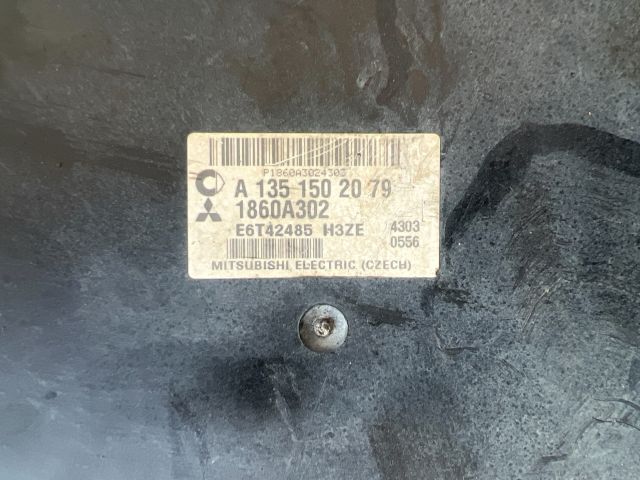 P1860A3024303
A 135 150 20 79
1860A302
E6T42485 H3ZE
4303
0556
MITSUBISHI ELECTRIC (CZECH)